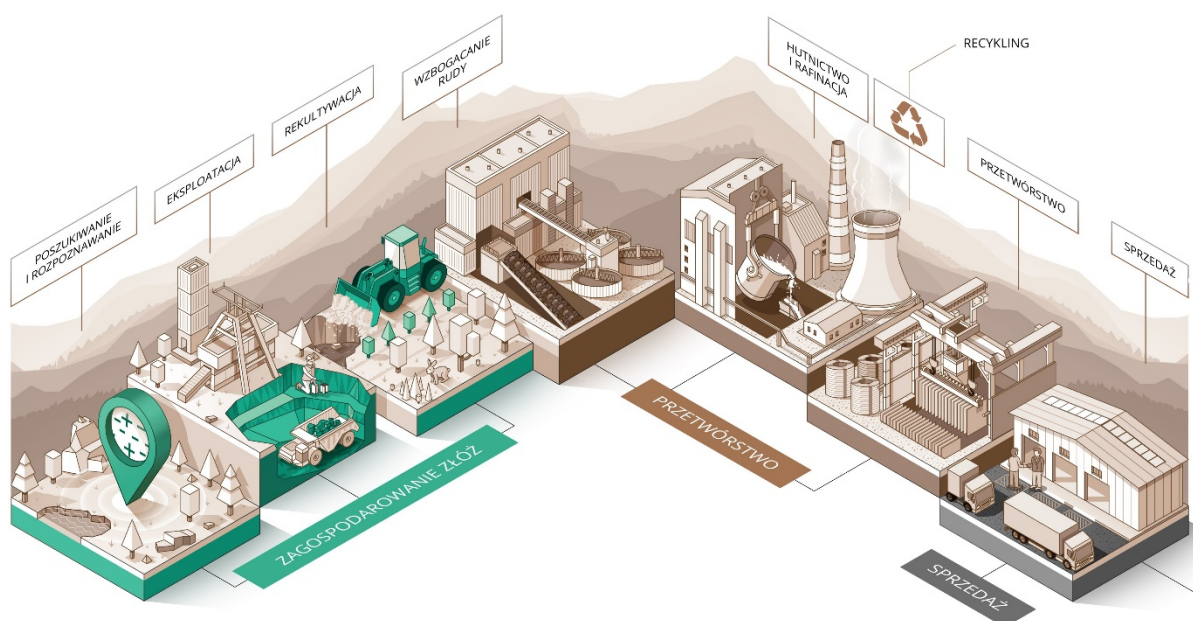 POSZUKIWANIE
I ROZPOZNAWANIE
EKSPLOATACJA
REKULTYWACJA
WZBOGACANIE
RUDY
HUTNICTWO
I RAFINACJA
RECYKLING
PRZETWÓRSTWO
SPRZEDAŻ
ZAGOSPODAROWANIE ZŁÓŻ
PRZETWÓRSTWO
SPRZEDAŻ